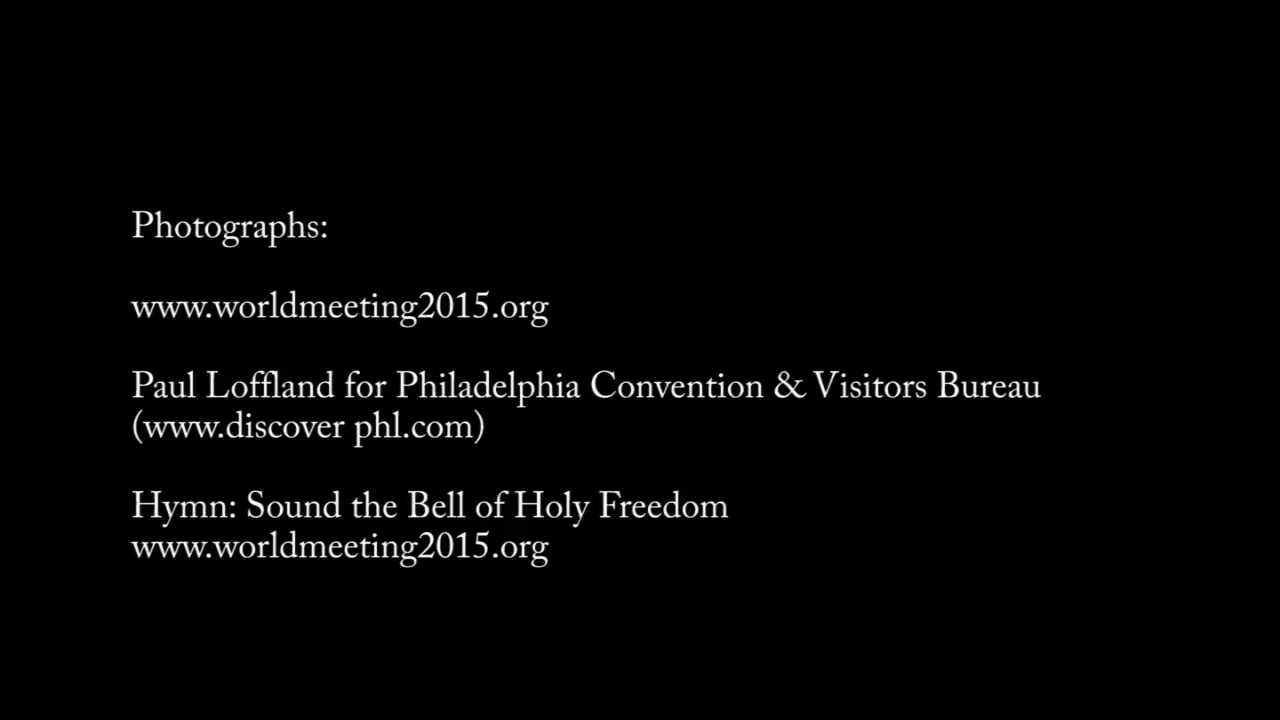 Photographs:
www.worldmeeting2015.org
Paul Loffland for Philadelphia Convention & Visitors Bureau
(www.discover phl.com)
Hymn: Sound the Bell of Holy Freedom
www.worldmeeting2015.org